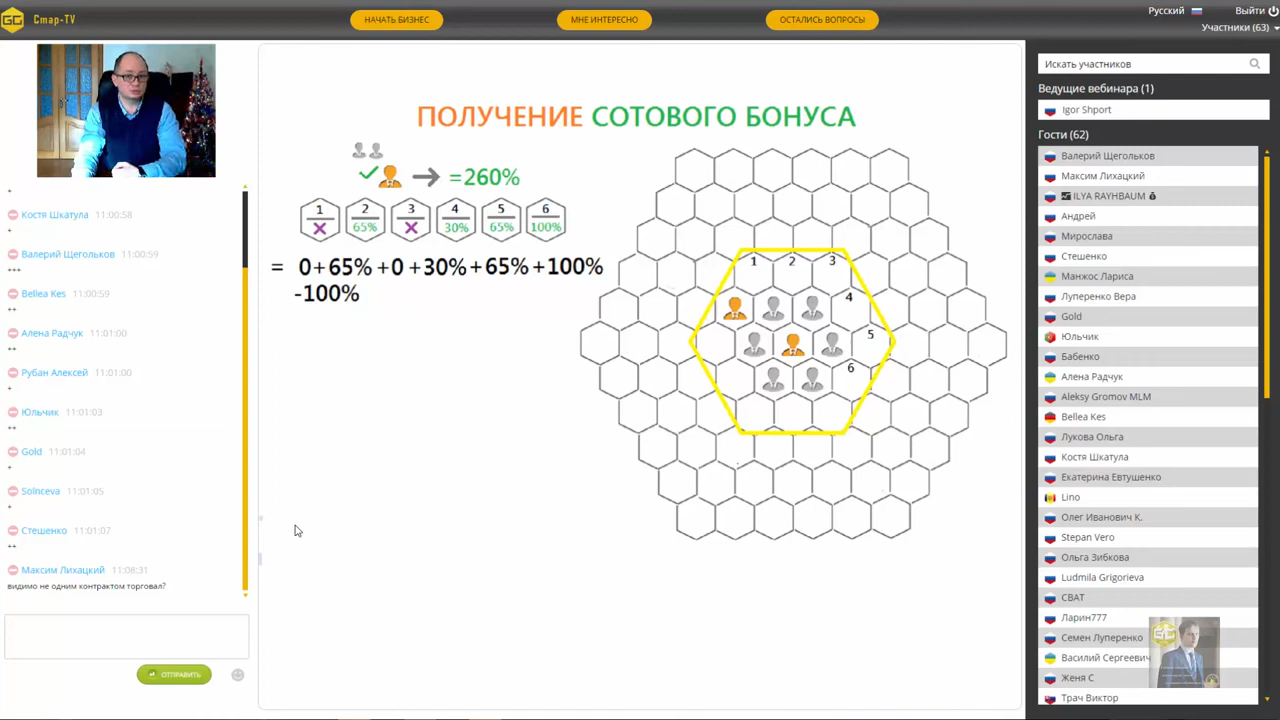 GC Стар-TV
НАЧАТЬ БИЗНЕС
МНЕ ИНТЕРЕСНО
ОСТАЛИСЬ ВОПРОСЫ
Русский
Выйти
Участники (63)
+
Костя Шкатула 11:00:58
+
Валерий Щегольков 11:00:59
+++
Bellea Kes 11:00:59
++
Алена Радчук 11:01:00
++
Рубан Алексей 11:01:00
+
Юльчик 11:01:03
++
Gold 11:01:04
+
Solnceva 11:01:05
+
Стешенко 11:01:07
++
Максим Лихацкий 11:08:31
видимо не одним контрактом торговал?
ОТПРАВИТЬ
ПОЛУЧЕНИЕ СОТОВОГО БОНУСА
=260%
1 2 3 4 5 6
X 65% X 30% 65% 100%
= 0+65%+0+30%+65%+100%
-100%
1 2 3
4
5
6
Искать участников
Ведущие вебинара (1)
Igor Shport
Гости (62)
Валерий Щегольков
Максим Лихацкий
ILYA RAYHBAUM
Андрей
Мирослава
Стешенко
Манжос Лариса
Луперенко Вера
Gold
Юльчик
Бабенко
Алена Радчук
Aleksy Gromov MLM
Bellea Kes
Лукова Ольга
Костя Шкатула
Екатерина Евтушенко
Lino
Олег Иванович К.
Stepan Vero
Ольга Зибкова
Ludmila Grigorieva
СВАТ
Ларин777
Семен Луперенко
Василий Сергеевич
Женя С
Трач Виктор
GC